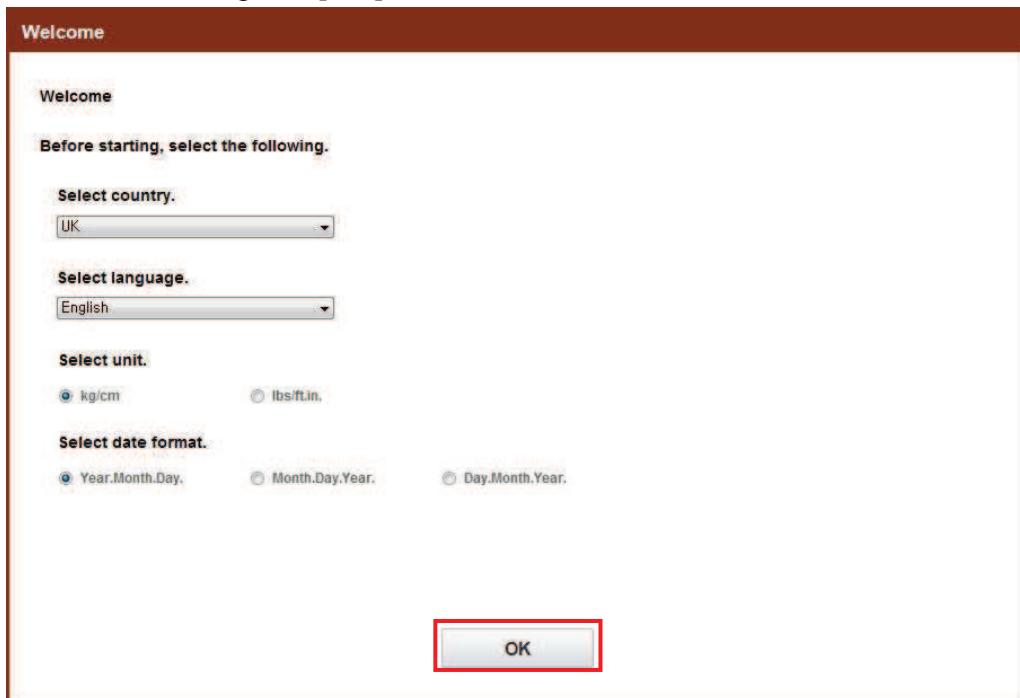 Welcome
Welcome
Before starting, select the following.
Select country.
UK
Select language.
English
Select unit.
kg/cm lbs/ft.in.
Select date format.
Year.Month.Day. Month.Day.Year. Day.Month.Year.
OK